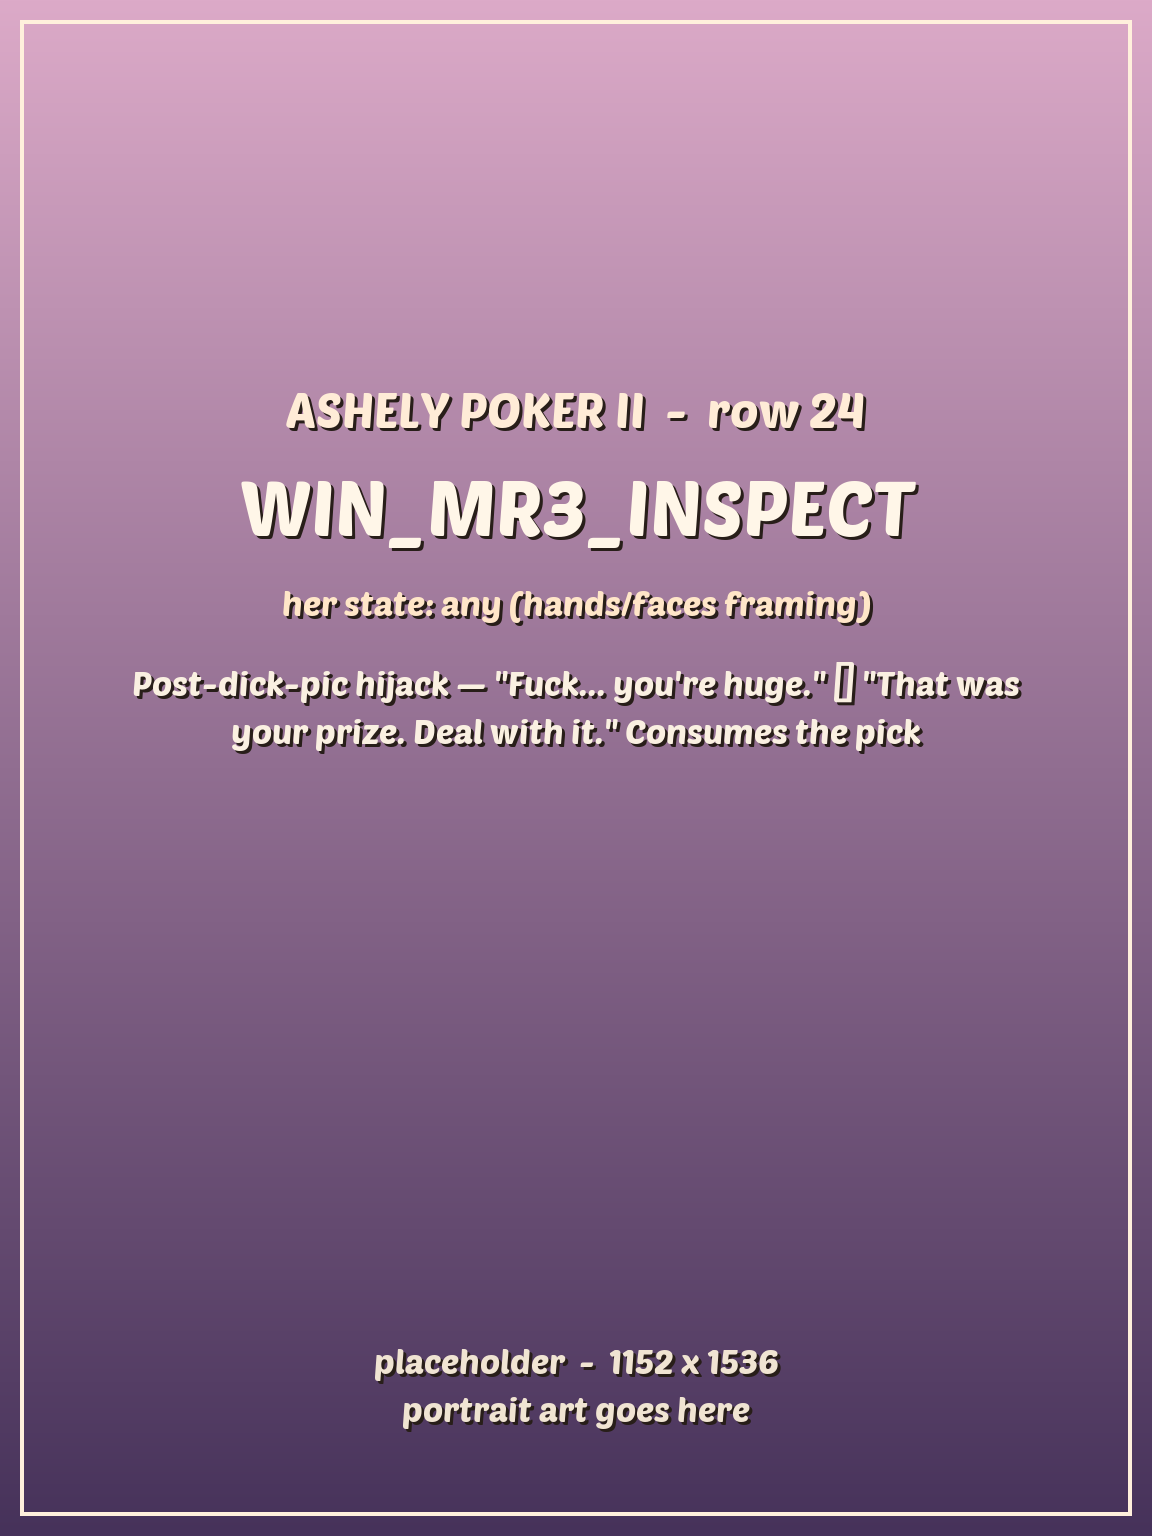 ASHELY POKER II - row 24
WIN_MR3_INSPECT
her state: any (hands/faces framing)
Post-dick-pic hijack — "Fuck... you're huge." ▯ "That was
your prize. Deal with it." Consumes the pick
placeholder - 1152 x 1536
portrait art goes here